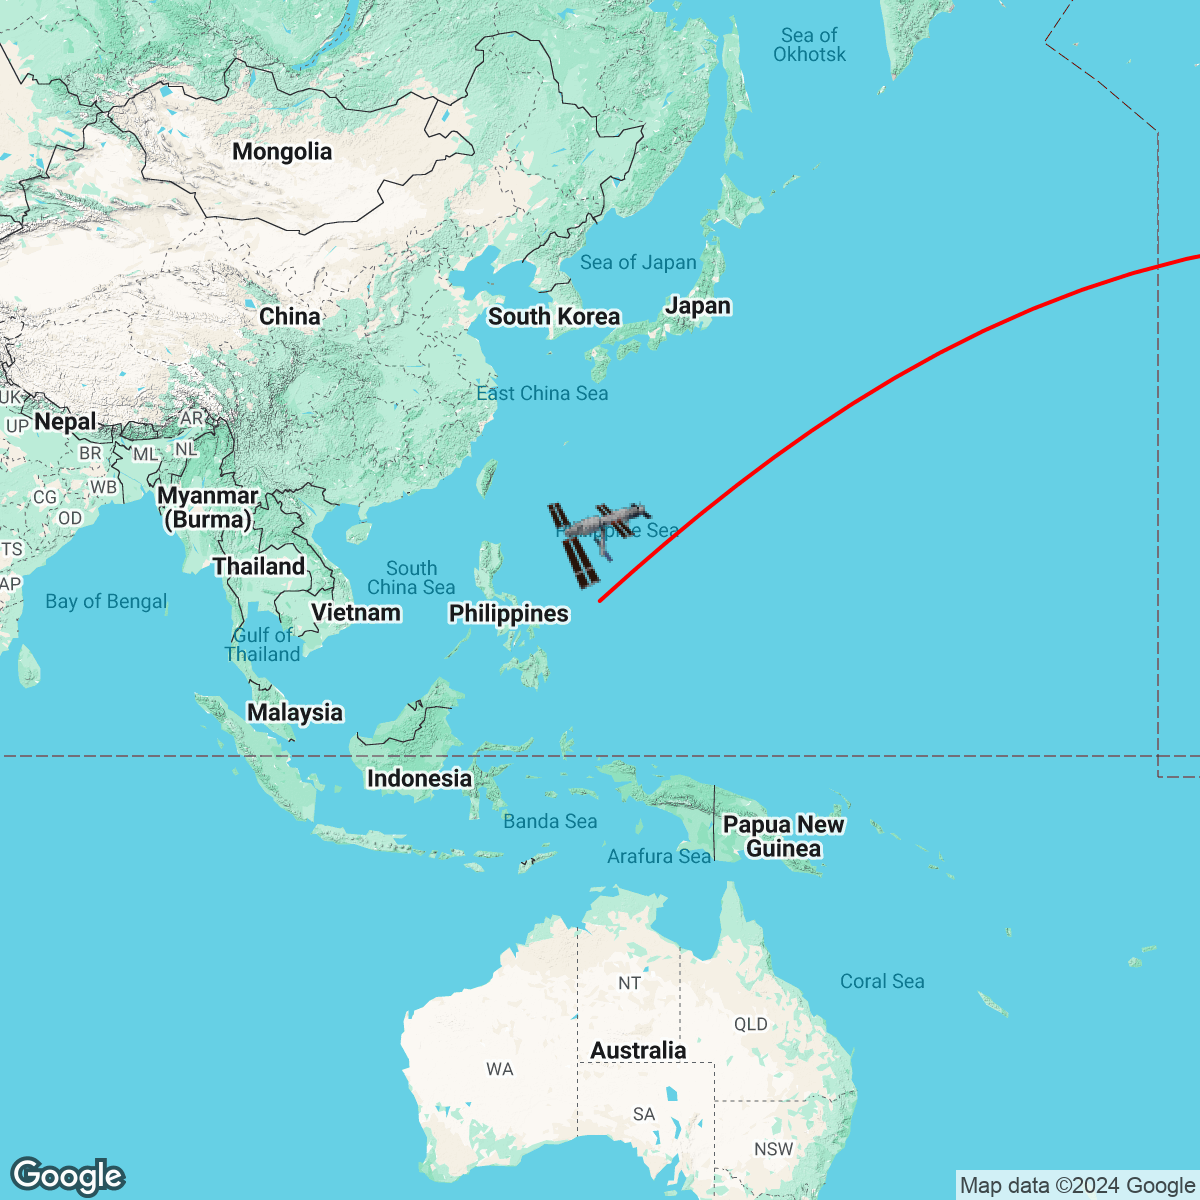 Sea of
Okhotsk
Mongolia
Sea of Japan
Japan
China
South Korea
East China Sea
UK
Nepal
AR
UP
BR
ML
NL
WB
CG
Myanmar
(Burma)
OD
Philippine Sea
TS
Thailand
South
China Sea
AP
Bay of Bengal
Vietnam
Philippines
Gulf of
Thailand
Malaysia
Indonesia
Banda Sea
Papua New
Guinea
Arafura Sea
NT
Coral Sea
QLD
Australia
WA
SA
NSW
Google
Map data ©2024 Google